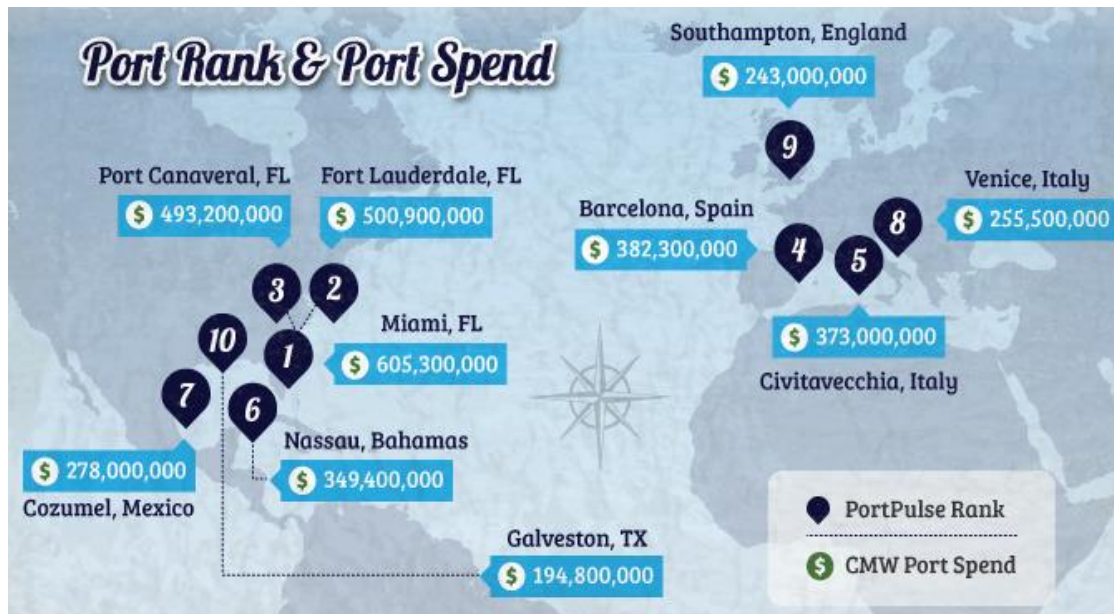 Port Rank & Port Spend
Southampton, England
$ 243,000,000
9
Port Canaveral, FL
$ 493,200,000
Fort Lauderdale, FL
$ 500,900,000
Barcelona, Spain
$ 382,300,000
Venice, Italy
$ 255,500,000
4
5
8
3
2
10
1
Miami, FL
$ 605,300,000
$ 373,000,000
Civitavecchia, Italy
7
6
Nassau, Bahamas
$ 349,400,000
$ 278,000,000
Cozumel, Mexico
Galveston, TX
$ 194,800,000
PortPulse Rank
$ CMW Port Spend